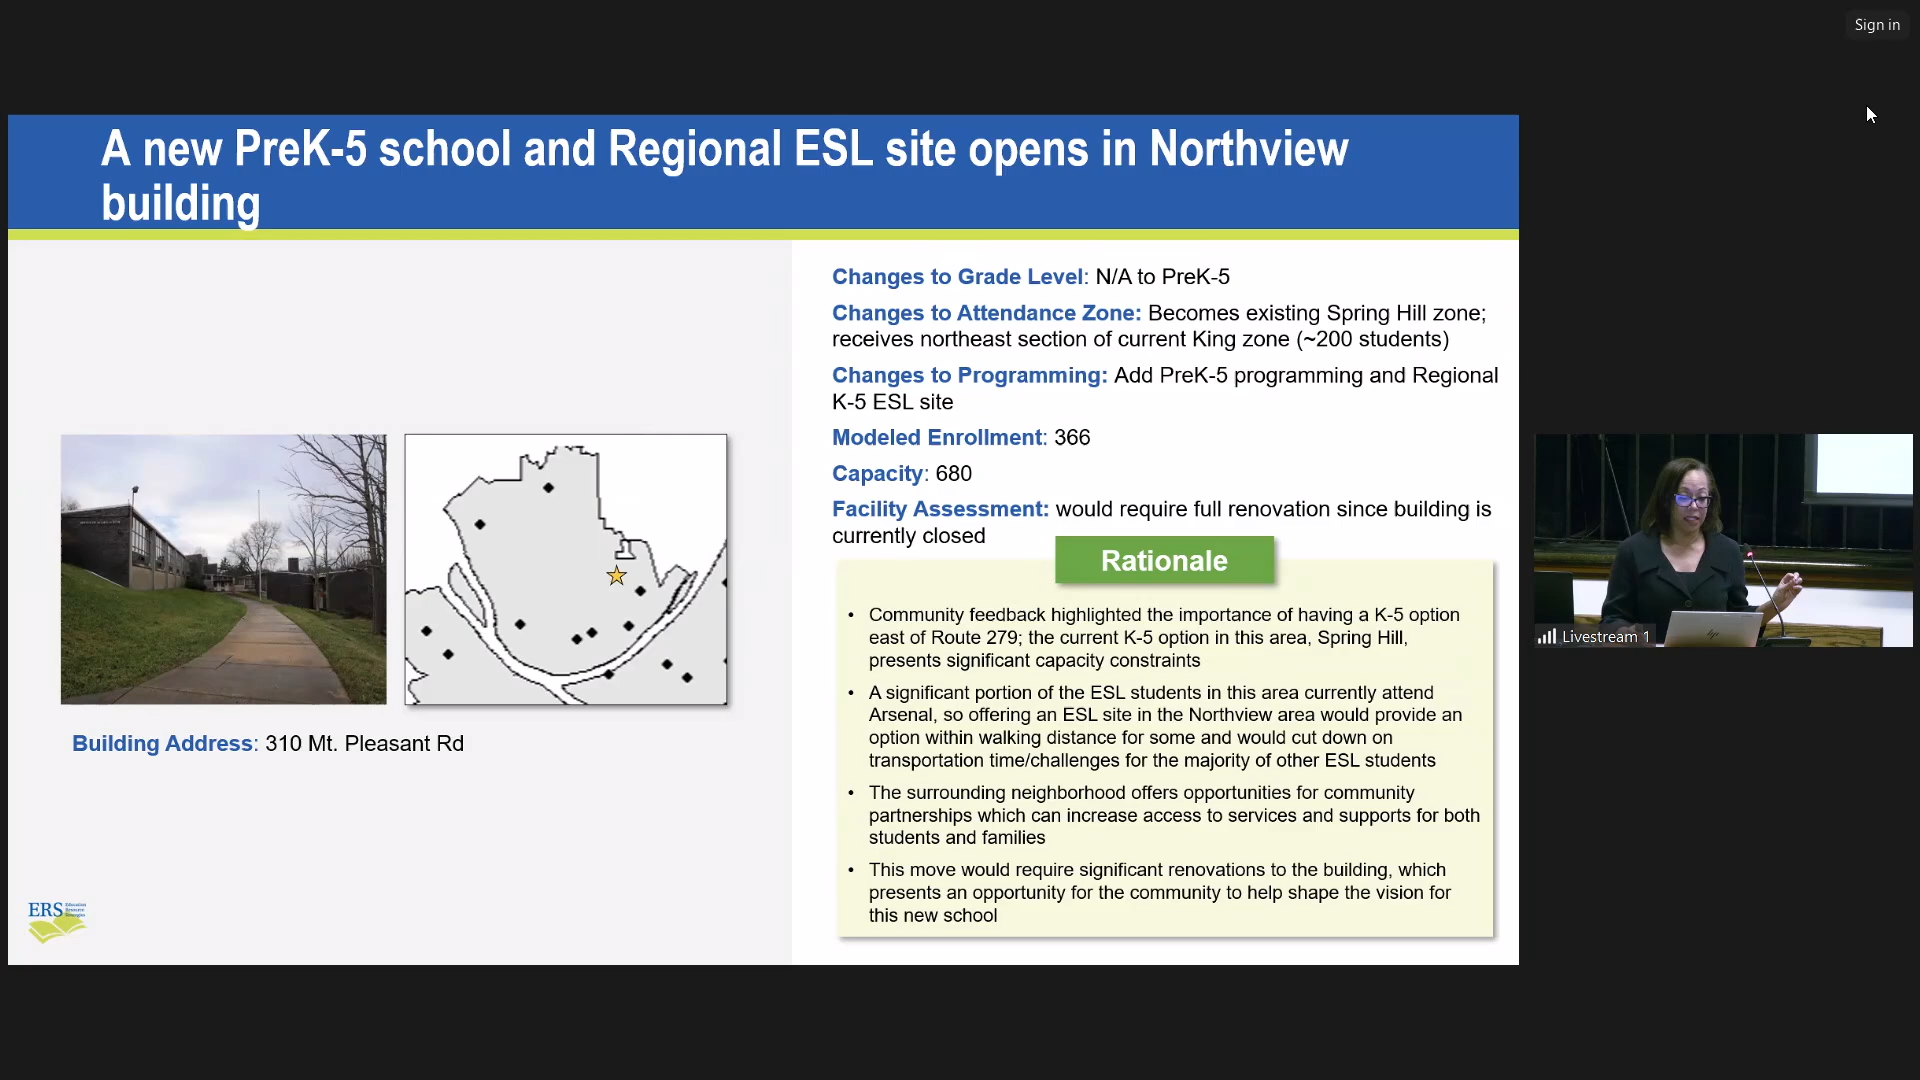 Sign in
A new PreK-5 school and Regional ESL site opens in Northview
building
Changes to Grade Level: N/A to PreK-5
Changes to Attendance Zone: Becomes existing Spring Hill zone;
receives northeast section of current King zone (~200 students)
Changes to Programming: Add PreK-5 programming and Regional
K-5 ESL site
Modeled Enrollment: 366
Capacity: 680
Facility Assessment: would require full renovation since building is
currently closed
Rationale
• Community feedback highlighted the importance of having a K-5 option
east of Route 279; the current K-5 option in this area, Spring Hill,
presents significant capacity constraints
• A significant portion of the ESL students in this area currently attend
Arsenal, so offering an ESL site in the Northview area would provide an
option within walking distance for some and would cut down on
transportation time/challenges for the majority of other ESL students
• The surrounding neighborhood offers opportunities for community
partnerships which can increase access to services and supports for both
students and families
• This move would require significant renovations to the building, which
presents an opportunity for the community to help shape the vision for
this new school
Building Address: 310 Mt. Pleasant Rd
ERS
Livestream 1
hp